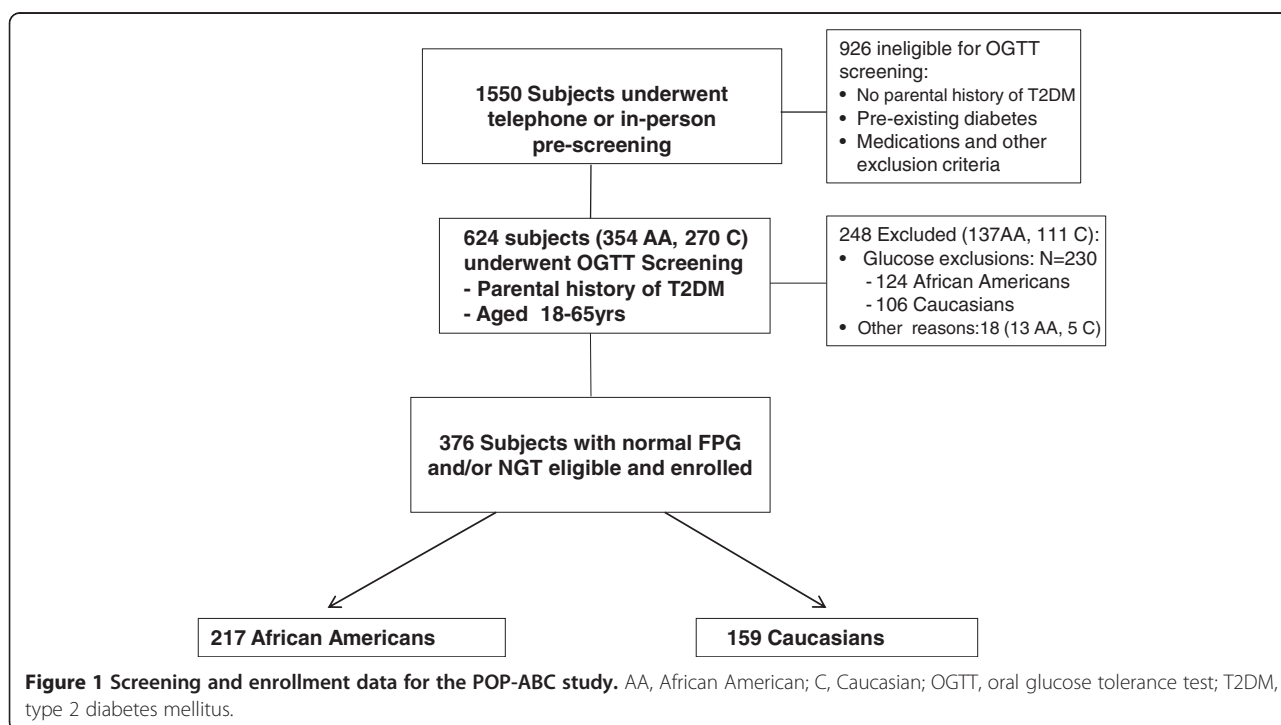 1550 Subjects underwent
telephone or in-person
pre-screening
926 ineligible for OGTT
screening:
• No parental history of T2DM
• Pre-existing diabetes
• Medications and other
exclusion criteria
624 subjects (354 AA, 270 C)
underwent OGTT Screening
- Parental history of T2DM
- Aged 18-65yrs
248 Excluded (137AA, 111 C):
• Glucose exclusions: N=230
- 124 African Americans
- 106 Caucasians
• Other reasons:18 (13 AA, 5 C)
376 Subjects with normal FPG
and/or NGT eligible and enrolled
217 African Americans
159 Caucasians
Figure 1 Screening and enrollment data for the POP-ABC study. AA, African American; C, Caucasian; OGTT, oral glucose tolerance test; T2DM,
type 2 diabetes mellitus.